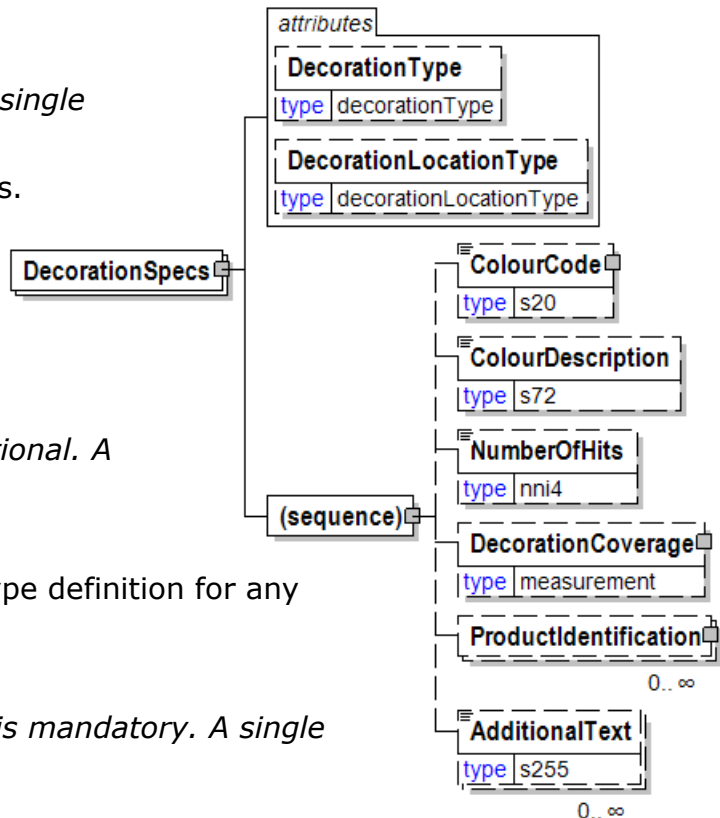 attributes
DecorationType
type decorationType
single
DecorationLocationType
type decorationLocationType
s.
DecorationSpecs
ColourCode
type s20
ColourDescription
type s72
ional. A
NumberOfHits
type nni4
(sequence)
DecorationCoverage
type measurement
ype definition for any
ProductIdentification
0.. ∞
is mandatory. A single
AdditionalText
type s255
0.. ∞